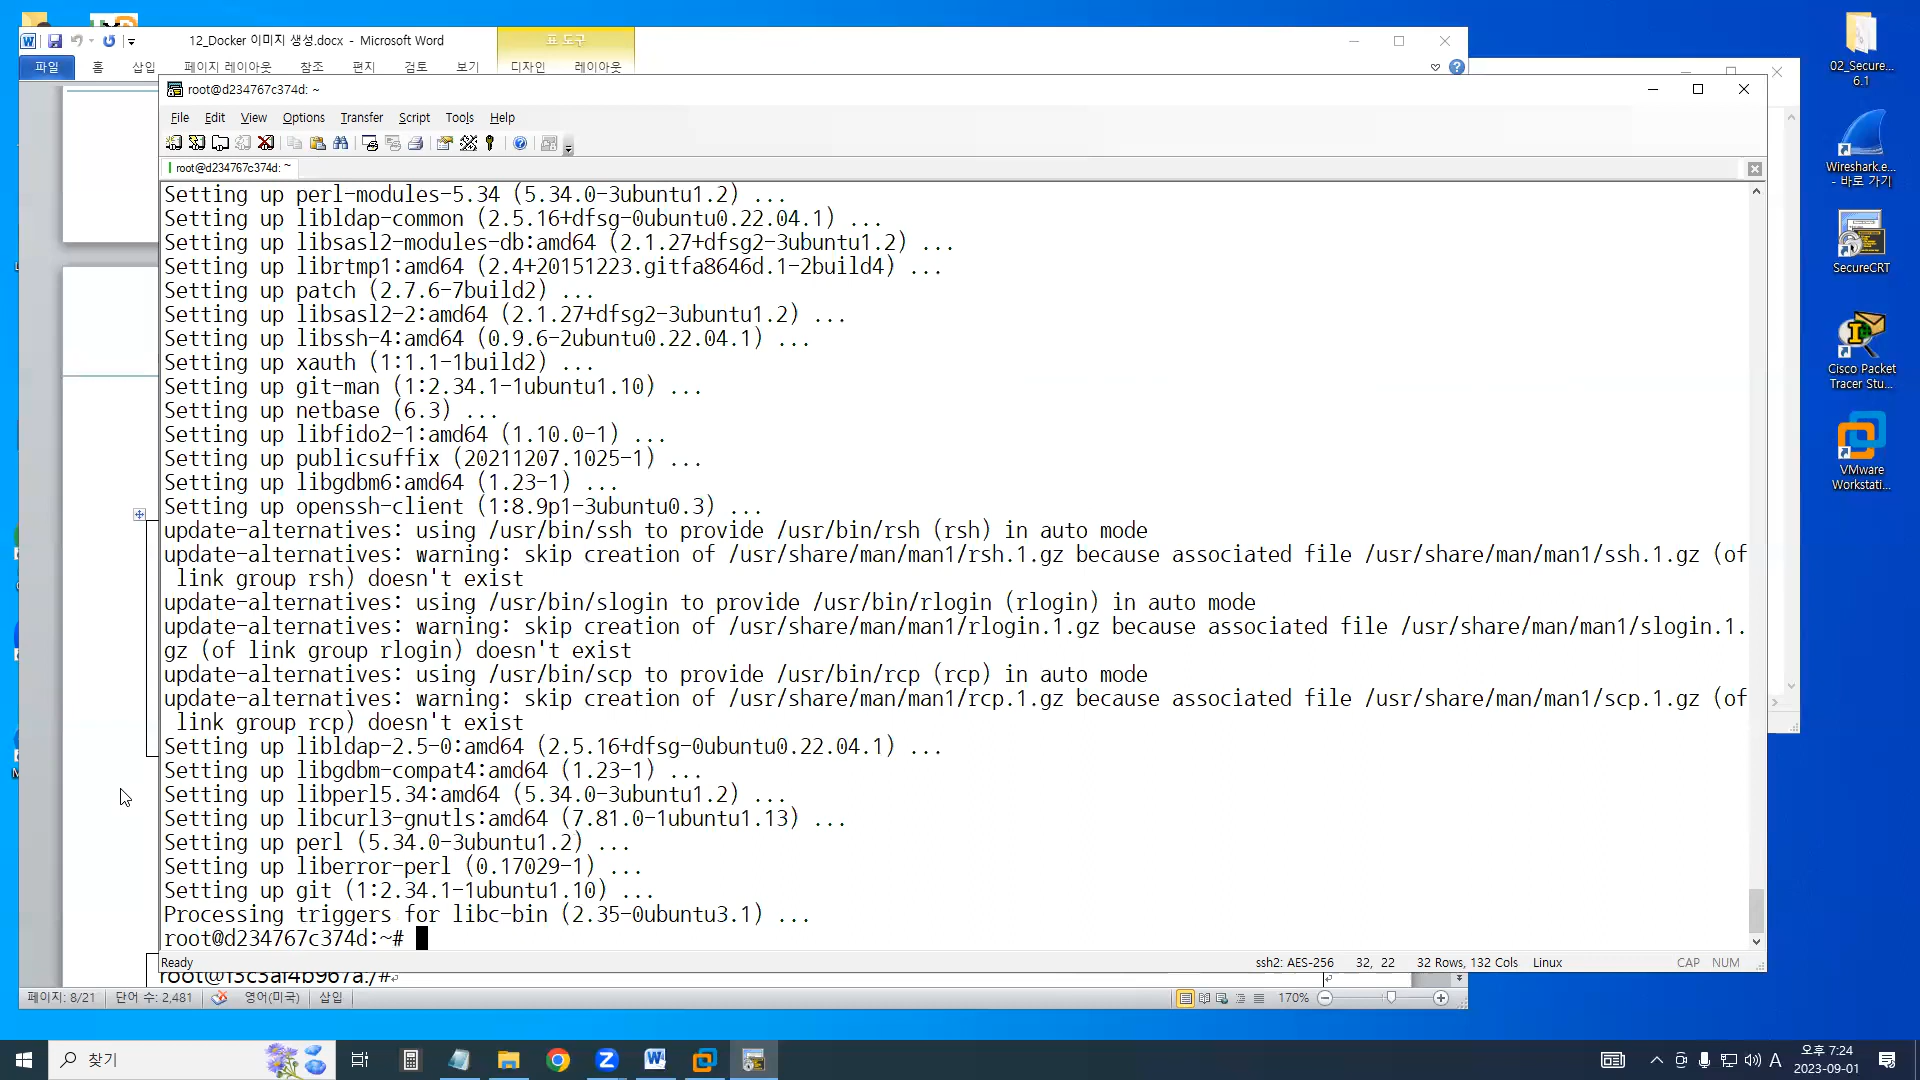 12_Docker 이미지 생성.docx - Microsoft Word
표 도구
파일 홈 삽입 페이지 레이아웃 참조 편지 검토 보기 디자인 레이아웃
root@d234767c374d: ~
File Edit View Options Transfer Script Tools Help
root@d234767c374d: ~
Setting up perl-modules-5.34 (5.34.0-3ubuntu1.2) ...
Setting up libldap-common (2.5.16+dfsg-0ubuntu0.22.04.1) ...
Setting up libsasl2-modules-db:amd64 (2.1.27+dfsg2-3ubuntu1.2) ...
Setting up librtmp1:amd64 (2.4+20151223.gitfa8646d.1-2build4) ...
Setting up patch (2.7.6-7build2) ...
Setting up libsasl2-2:amd64 (2.1.27+dfsg2-3ubuntu1.2) ...
Setting up libssh-4:amd64 (0.9.6-2ubuntu0.22.04.1) ...
Setting up xauth (1:1.1-1build2) ...
Setting up git-man (1:2.34.1-1ubuntu1.10) ...
Setting up netbase (6.3) ...
Setting up libfido2-1:amd64 (1.10.0-1) ...
Setting up publicsuffix (20211207.1025-1) ...
Setting up libgdbm6:amd64 (1.23-1) ...
Setting up openssh-client (1:8.9p1-3ubuntu0.3) ...
update-alternatives: using /usr/bin/ssh to provide /usr/bin/rsh (rsh) in auto mode
update-alternatives: warning: skip creation of /usr/share/man/man1/rsh.1.gz because associated file /usr/share/man/man1/ssh.1.gz (of
link group rsh) doesn't exist
update-alternatives: using /usr/bin/slogin to provide /usr/bin/rlogin (rlogin) in auto mode
update-alternatives: warning: skip creation of /usr/share/man/man1/rlogin.1.gz because associated file /usr/share/man/man1/slogin.1.
gz (of link group rlogin) doesn't exist
update-alternatives: using /usr/bin/scp to provide /usr/bin/rcp (rcp) in auto mode
update-alternatives: warning: skip creation of /usr/share/man/man1/rcp.1.gz because associated file /usr/share/man/man1/scp.1.gz (of
link group rcp) doesn't exist
Setting up libldap-2.5-0:amd64 (2.5.16+dfsg-0ubuntu0.22.04.1) ...
Setting up libgdbm-compat4:amd64 (1.23-1) ...
Setting up libperl5.34:amd64 (5.34.0-3ubuntu1.2) ...
Setting up libcurl3-gnutls:amd64 (7.81.0-1ubuntu1.13) ...
Setting up perl (5.34.0-3ubuntu1.2) ...
Setting up liberror-perl (0.17029-1) ...
Setting up git (1:2.34.1-1ubuntu1.10) ...
Processing triggers for libc-bin (2.35-0ubuntu3.1) ...
root@d234767c374d:~#
Ready ssh2: AES-256 32, 22 32 Rows, 132 Cols Linux CAP NUM
페이지: 8/21 단어 수: 2,481 영어(미국) 삽입 170%
02_Secure...
6.1
Wireshark.e...
- 바로 가기
SecureCRT
Cisco Packet
Tracer Stu...
VMware
Workstati...
찾기
A
오후 7:24
2023-09-01